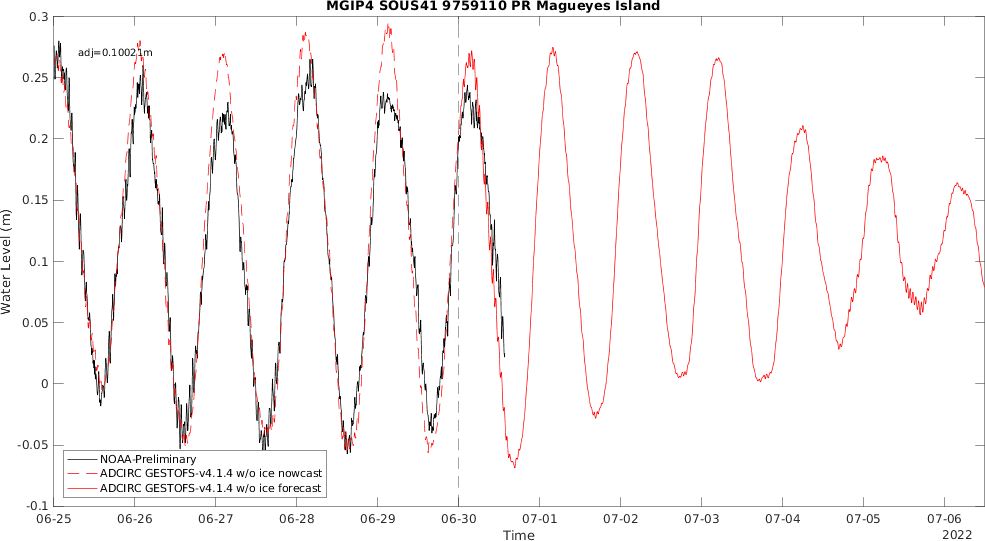 MGIP4 SOUS41 9759110 PR Magueyes Island
adj=0.10021m
Water Level (m)
0.3
0.25
0.2
0.15
0.1
0.05
0
-0.05
-0.1
NOAA-Preliminary
ADCIRC GESTOFS-v4.1.4 w/o ice nowcast
ADCIRC GESTOFS-v4.1.4 w/o ice forecast
06-25 06-26 06-27 06-28 06-29 06-30 07-01 07-02 07-03 07-04 07-05 07-06
Time
2022